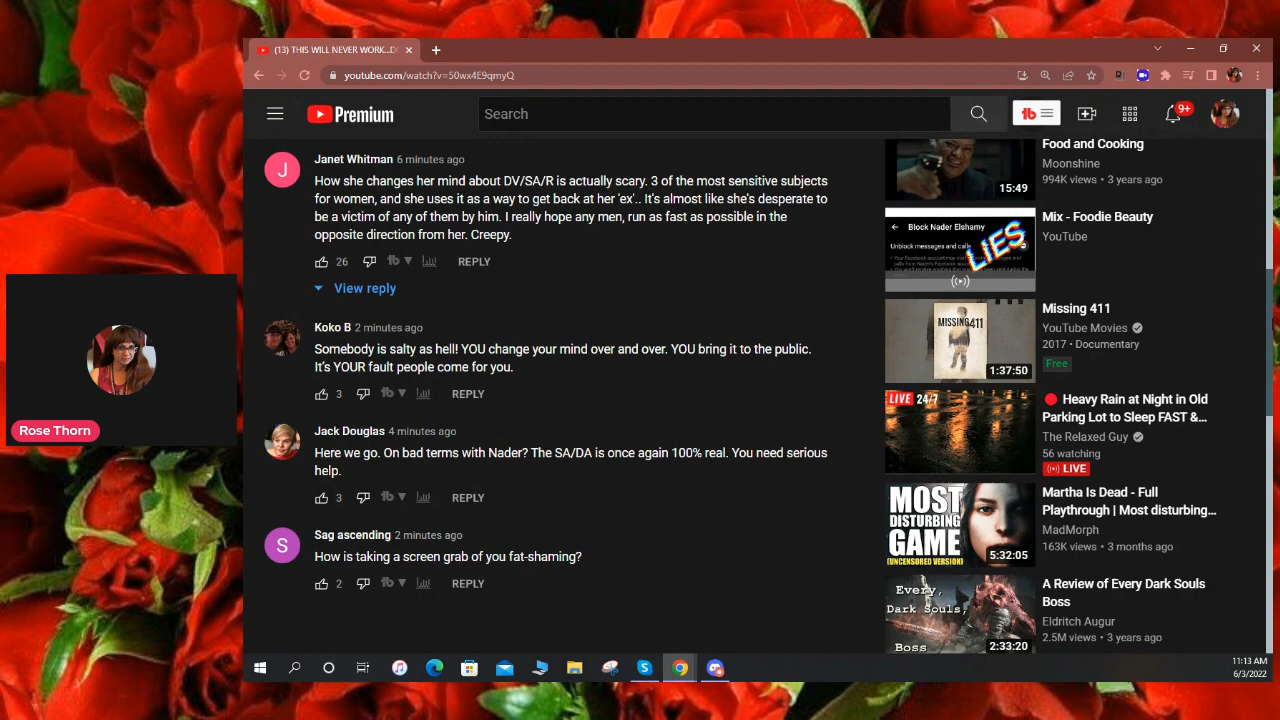 (13) THIS WILL NEVER WORK...DO
youtube.com/watch?v=50wx4E9qmyQ
Premium
Search
9+
Janet Whitman 6 minutes ago
How she changes her mind about DV/SA/R is actually scary. 3 of the most sensitive subjects
for women, and she uses it as a way to get back at her 'ex'.. It's almost like she's desperate to
be a victim of any of them by him. I really hope any men, run as fast as possible in the
opposite direction from her. Creepy.
26 REPLY
View reply
Koko B 2 minutes ago
Somebody is salty as hell! YOU change your mind over and over. YOU bring it to the public.
It's YOUR fault people come for you.
3 REPLY
Jack Douglas 4 minutes ago
Here we go. On bad terms with Nader? The SA/DA is once again 100% real. You need serious
help.
3 REPLY
Sag ascending 2 minutes ago
How is taking a screen grab of you fat-shaming?
2 REPLY
Rose Thorn
15:49
Food and Cooking
Moonshine
994K views • 3 years ago
Block Nader Elshamy
Unblock messages and calls
LIES
Mix - Foodie Beauty
YouTube
MISSING 411
1:37:50
Missing 411
YouTube Movies
2017 • Documentary
Free
LIVE 24/7
Heavy Rain at Night in Old
Parking Lot to Sleep FAST &...
The Relaxed Guy
56 watching
LIVE
MOST
DISTURBING
GAME
(UNCENSORED VERSION)
5:32:05
Martha Is Dead - Full
Playthrough | Most disturbing...
MadMorph
163K views • 3 months ago
Every
Dark Souls
Boss
2:33:20
A Review of Every Dark Souls
Boss
Eldritch Augur
2.5M views • 3 years ago
11:13 AM
6/3/2022